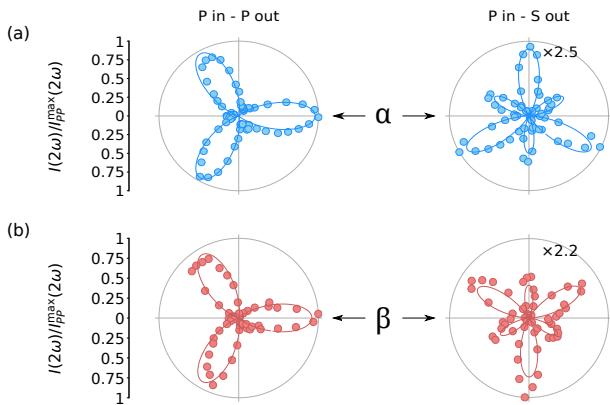 P in - P out
P in - S out
(a)
1
0.75
0.5
0.25
0
0.25
0.5
0.75
1
I(2ω)/I_PP^max(2ω)
×2.5
α
(b)
1
0.75
0.5
0.25
0
0.25
0.5
0.75
1
I(2ω)/I_PP^max(2ω)
×2.2
β